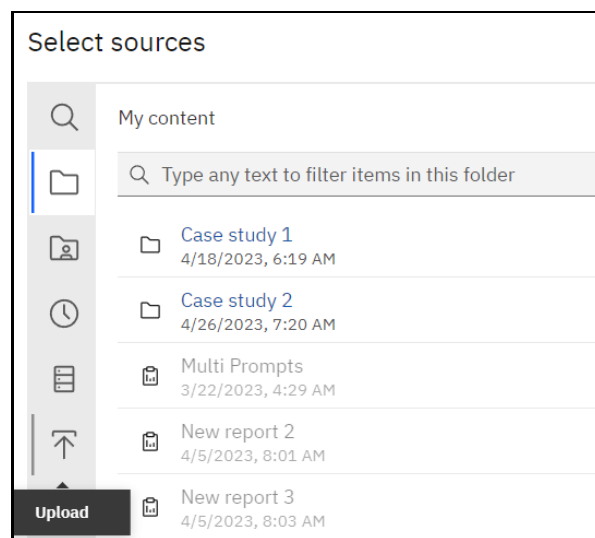 Select sources
My content
Type any text to filter items in this folder
Case study 1
4/18/2023, 6:19 AM
Case study 2
4/26/2023, 7:20 AM
Multi Prompts
3/22/2023, 4:29 AM
New report 2
4/5/2023, 8:01 AM
New report 3
4/5/2023, 8:03 AM
Upload